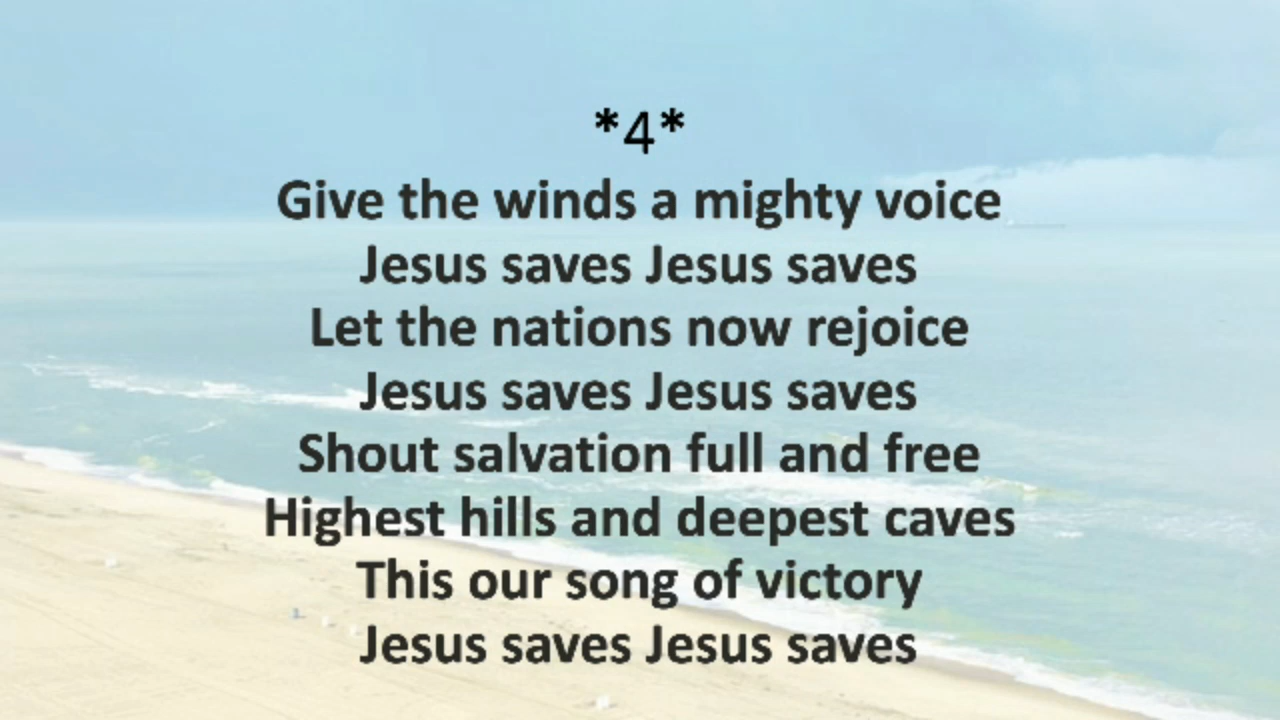 *4*
Give the winds a mighty voice
Jesus saves Jesus saves
Let the nations now rejoice
Jesus saves Jesus saves
Shout salvation full and free
Highest hills and deepest caves
This our song of victory
Jesus saves Jesus saves